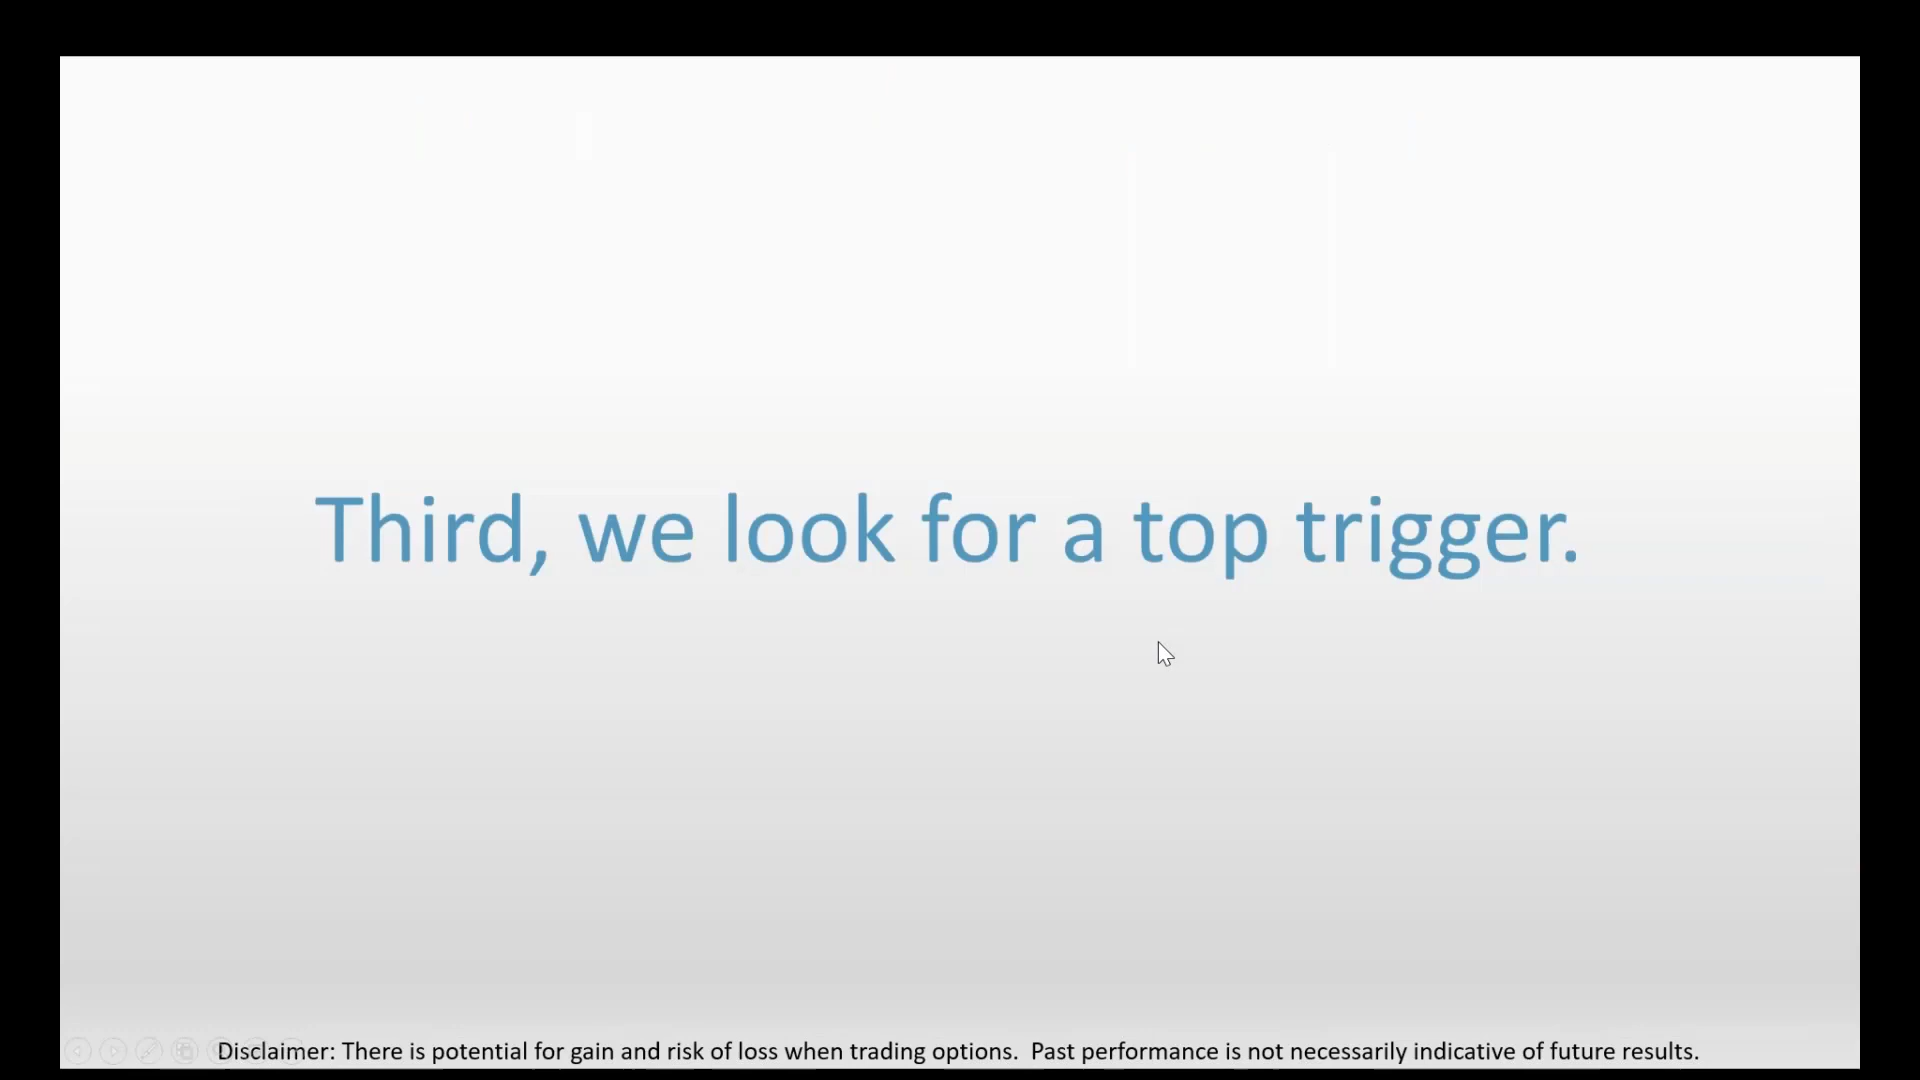 Third, we look for a top trigger.
Disclaimer: There is potential for gain and risk of loss when trading options.  Past performance is not necessarily indicative of future results.